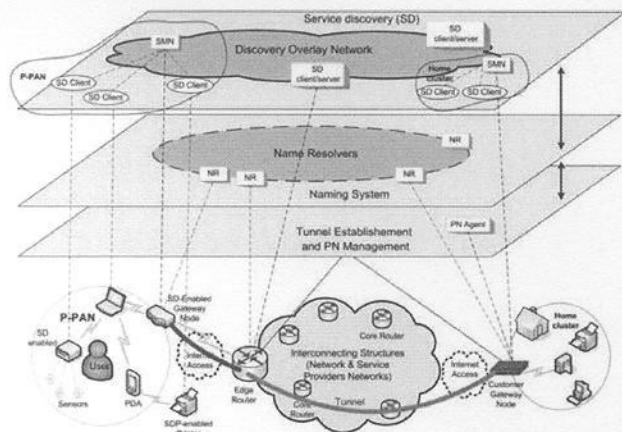 Service discovery (SD)
SMN
SD
client/server
Discovery Overlay Network
P-PAN
SD
client/server
Home
cluster
SMN
SD Client
SD Client
SD Client
SD Client
SD Client
NR
Name Resolvers
NR
NR
NR
Naming System
PN Agent
Tunnel Establishement
and PN Management
SD-Enabled
Gateway
Node
P-PAN
SD
enabled
User
Internet
Access
Core Router
Interconnecting Structures
(Network & Service
Providers Networks)
Home
cluster
Internet
Access
Edge
Router
Core
Router
Tunnel
Customer
Gateway
Node
Sensors
PDA
SDP-enabled